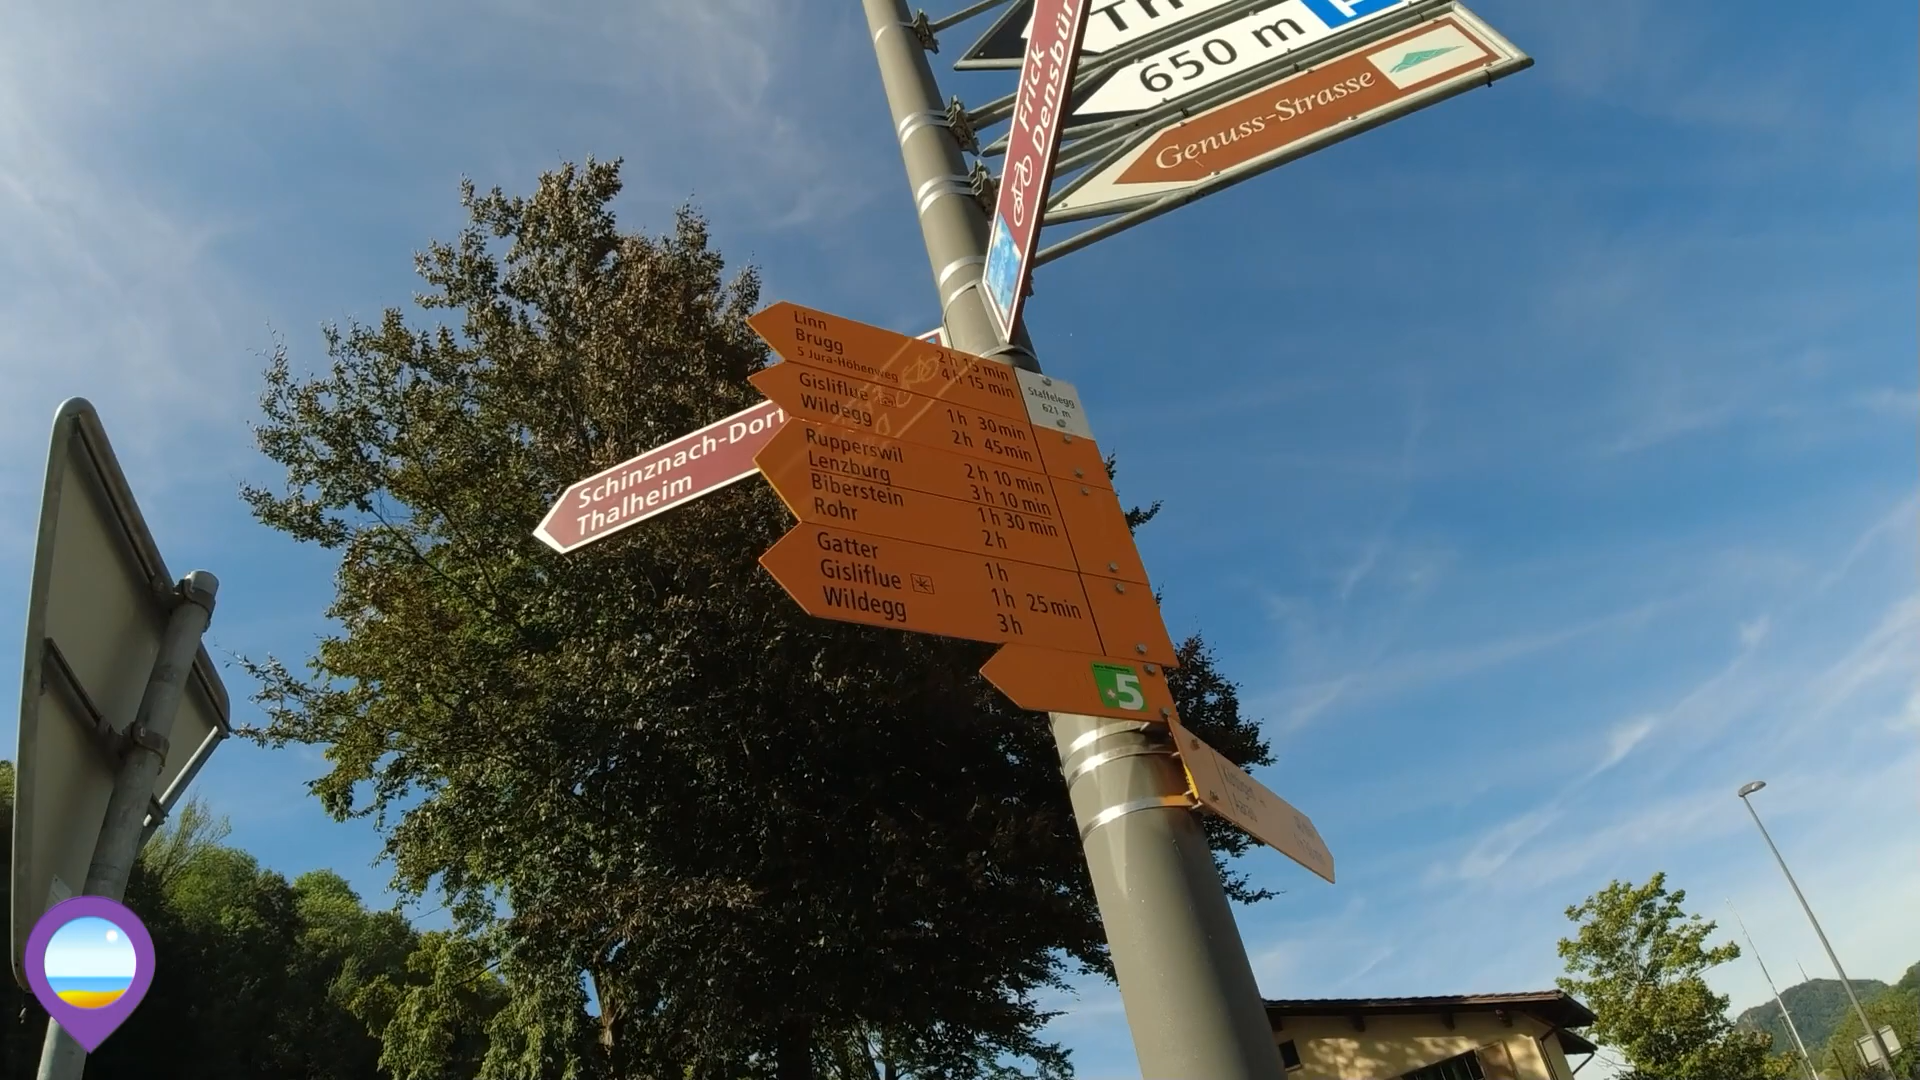 Th
650 m P
Genuss-Strasse
Frick
Densbür
Linn 2 h 15 min
Brugg 4 h 15 min
5 Jura-Höhenweg
Staffelegg
621 m
Gisliflue 1 h 30 min
Wildegg 2 h 45 min
Schinznach-Dorf
Thalheim
Rupperswil 2 h 10 min
Lenzburg 3 h 10 min
Biberstein 1 h 30 min
Rohr 2 h
Gatter 1 h
Gisliflue 1 h 25 min
Wildegg 3 h
5